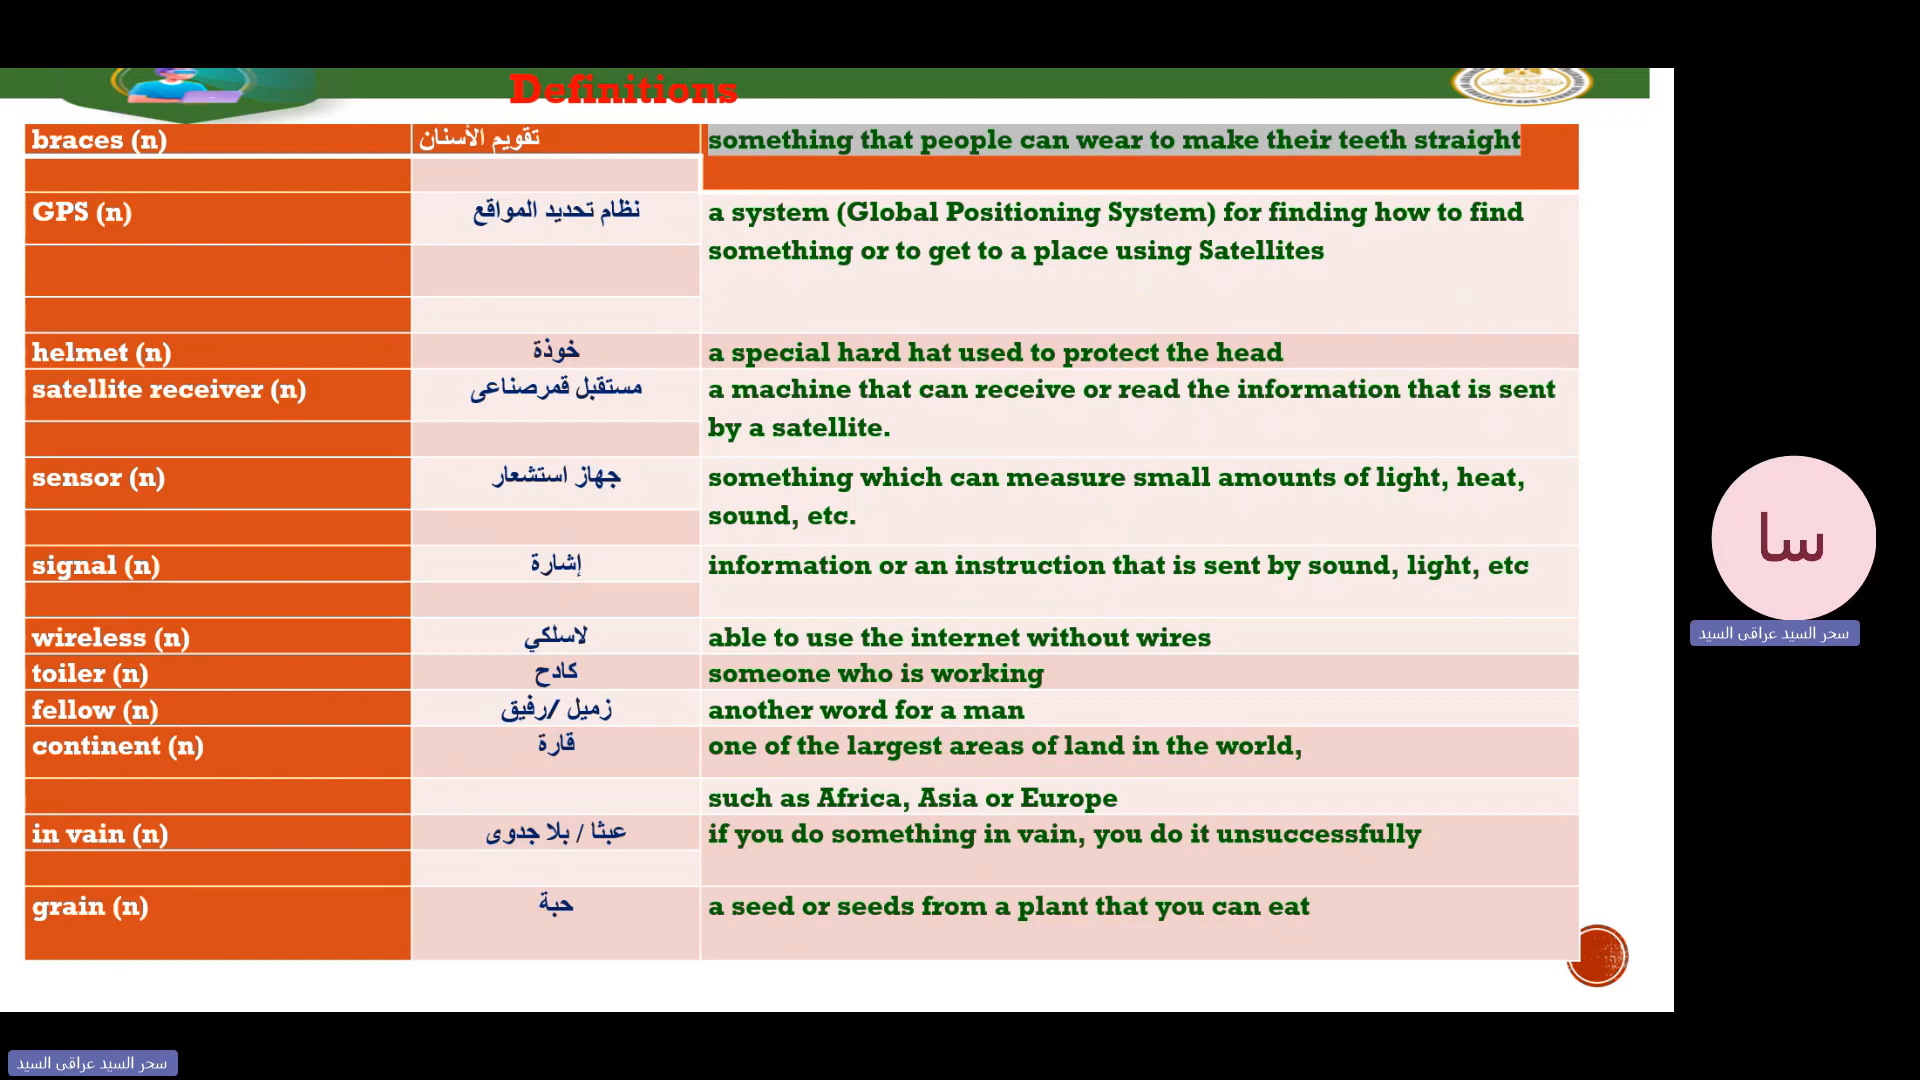 Definitions
braces (n)
تقويم الأسنان
something that people can wear to make their teeth straight
GPS (n)
نظام تحديد المواقع
a system (Global Positioning System) for finding how to find
something or to get to a place using Satellites
helmet (n)
خوذة
a special hard hat used to protect the head
satellite receiver (n)
مستقبل قمرصناعى
a machine that can receive or read the information that is sent
by a satellite.
sensor (n)
جهاز استشعار
something which can measure small amounts of light, heat,
sound, etc.
signal (n)
إشارة
information or an instruction that is sent by sound, light, etc
wireless (n)
لاسلكي
able to use the internet without wires
toiler (n)
كادح
someone who is working
fellow (n)
زميل /رفيق
another word for a man
continent (n)
قارة
one of the largest areas of land in the world,
such as Africa, Asia or Europe
in vain (n)
عبثا / بلا جدوى
if you do something in vain, you do it unsuccessfully
grain (n)
حبة
a seed or seeds from a plant that you can eat
سا
سحر السيد عراقى السيد
سحر السيد عراقى السيد